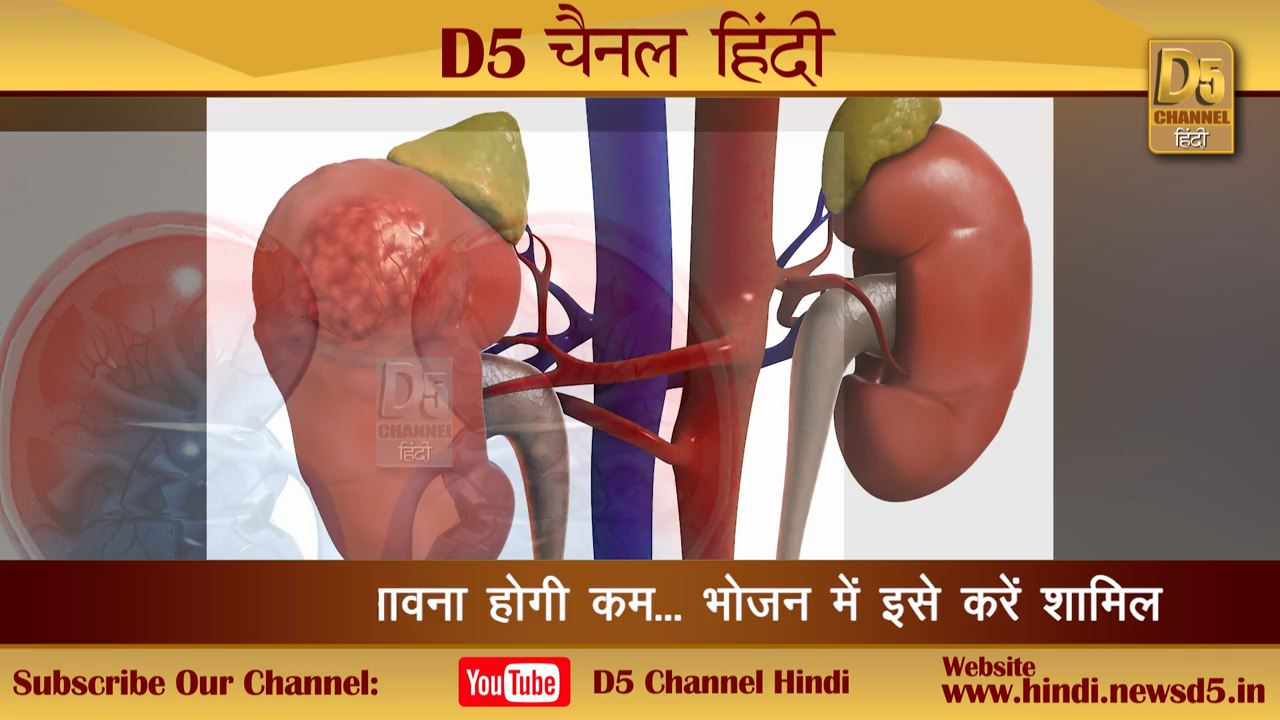 D5 चैनल हिंदी
D5
CHANNEL
हिंदी
D5
CHANNEL
हिंदी
होगी कम... भोजन में इसे करें शामिल
Subscribe Our Channel:
YouTube
D5 Channel Hindi
Website
www.hindi.newsd5.in